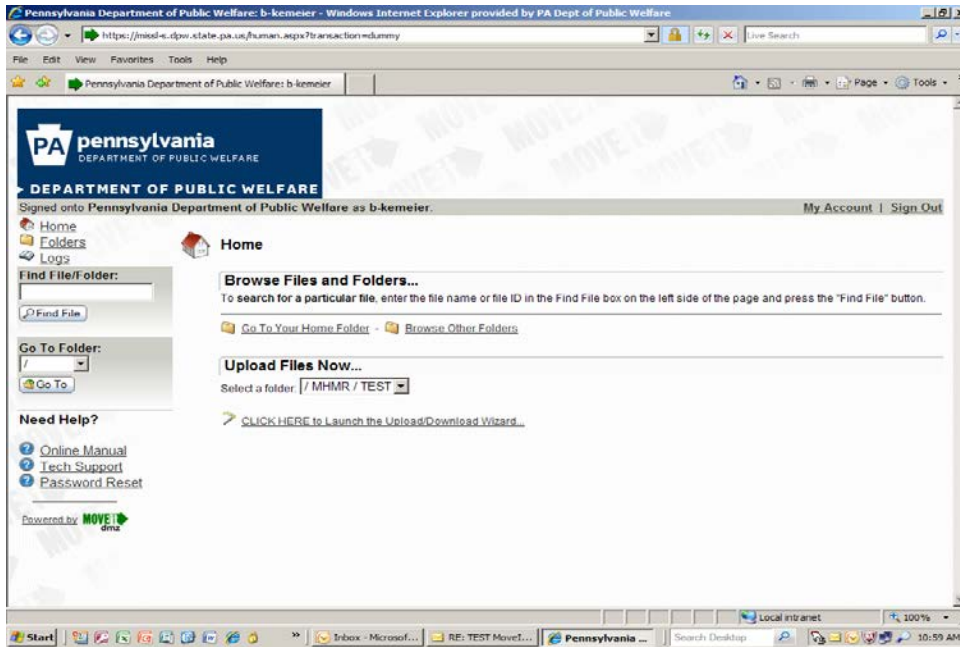 Pennsylvania Department of Public Welfare: b-kemeier - Windows Internet Explorer provided by PA Dept of Public Welfare
https://missl-s.dpw.state.pa.us/human.aspx?transaction=dummy
Live Search
File Edit View Favorites Tools Help
Pennsylvania Department of Public Welfare: b-kemeier
Page Tools
PA pennsylvania
DEPARTMENT OF PUBLIC WELFARE
DEPARTMENT OF PUBLIC WELFARE
Signed onto Pennsylvania Department of Public Welfare as b-kemeier.
My Account | Sign Out
Home
Folders
Logs
Find File/Folder:
Find File
Go To Folder:
/
Go To
Need Help?
Online Manual
Tech Support
Password Reset
Powered by MOVEIT dmz
Home
Browse Files and Folders...
To search for a particular file, enter the file name or file ID in the Find File box on the left side of the page and press the "Find File" button.
Go To Your Home Folder - Browse Other Folders
Upload Files Now...
Select a folder: / MHMR / TEST
CLICK HERE to Launch the Upload/Download Wizard...
Local intranet
100%
Start
Inbox - Microsof...
RE: TEST MoveI...
Pennsylvania ...
Search Desktop
10:59 AM